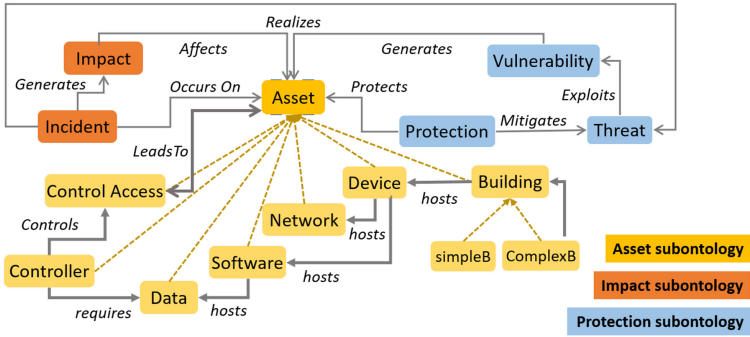 Realizes
Impact
Affects
Generates
Vulnerability
Generates
Occurs On
Asset
Protects
Exploits
Incident
Protection
Mitigates
Threat
LeadsTo
Control Access
Device
Building
hosts
Controls
Network
hosts
Controller
Software
simpleB
ComplexB
Asset subontology
hosts
Data
Impact subontology
requires
hosts
Protection subontology